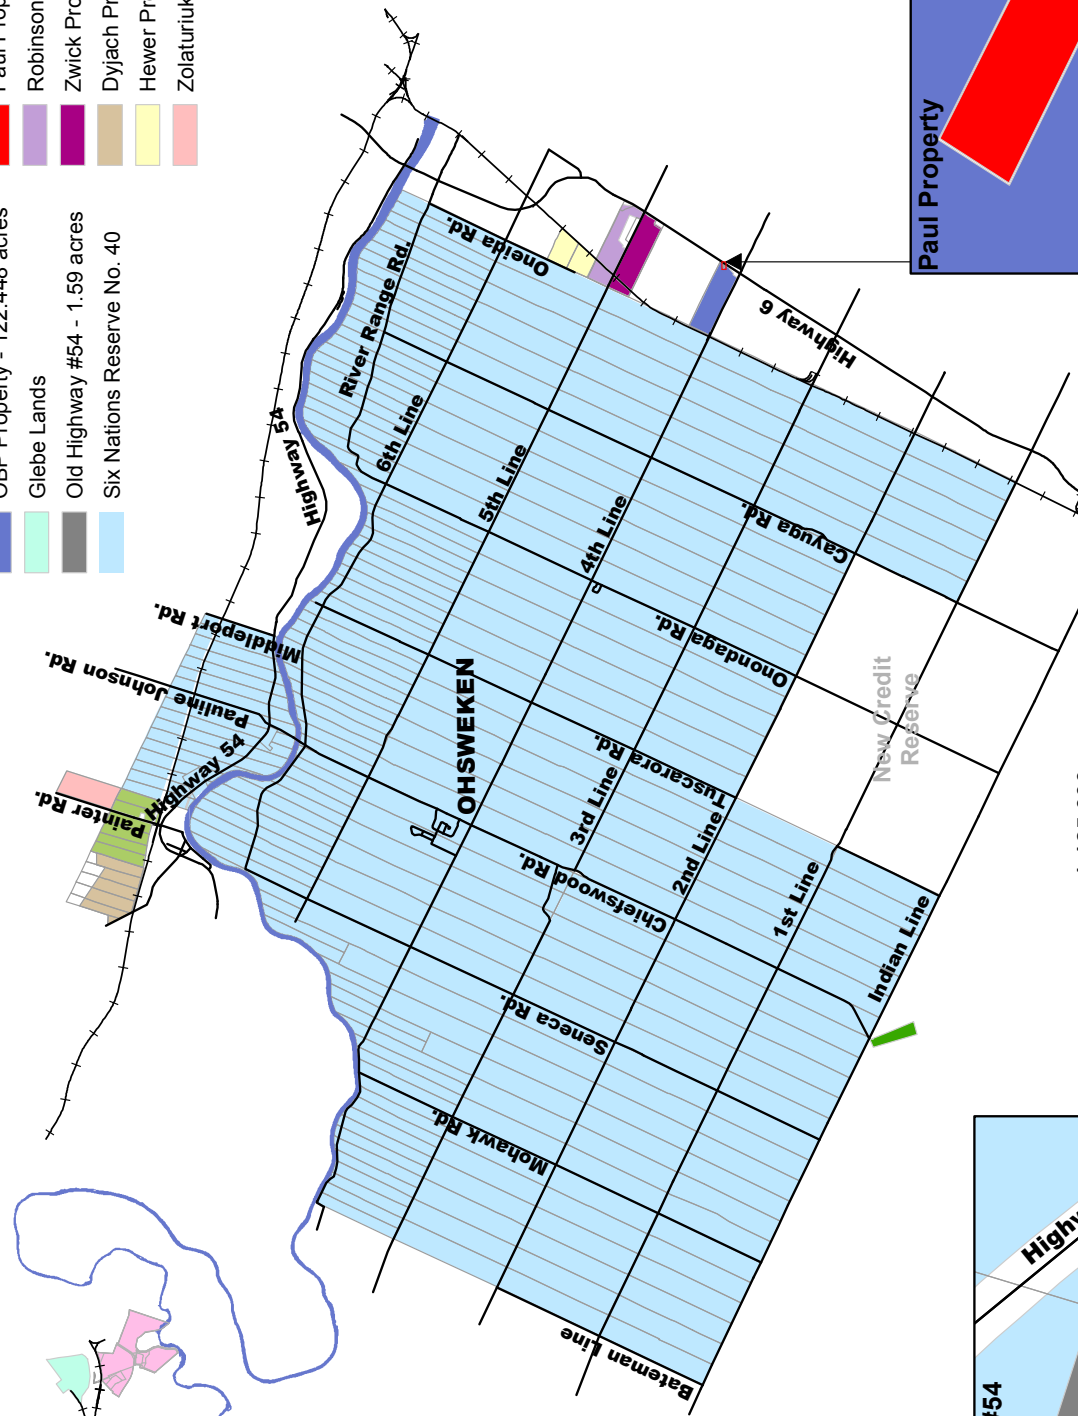 Robinson
Zwick Pro
Dyjach Pr
Hewer Pr
Zolaturiuk
OBP Property - 122.448 acres
Glebe Lands
Old Highway #54 - 1.59 acres
Six Nations Reserve No. 40
Paul Property
Oneida Rd.
River Range Rd.
Highway 6
Highway 54
6th Line
5th Line
4th Line
Cayuga Rd.
Onondaga Rd.
Middleport Rd.
Pauline Johnson Rd.
Highway 54
Painter Rd.
OHSWEKEN
New Credit
Reserve
Tuscarora Rd.
3rd Line
2nd Line
Chiefswood Rd.
1st Line
Indian Line
Seneca Rd.
Mohawk Rd.
Bateman Line
Highw
#54